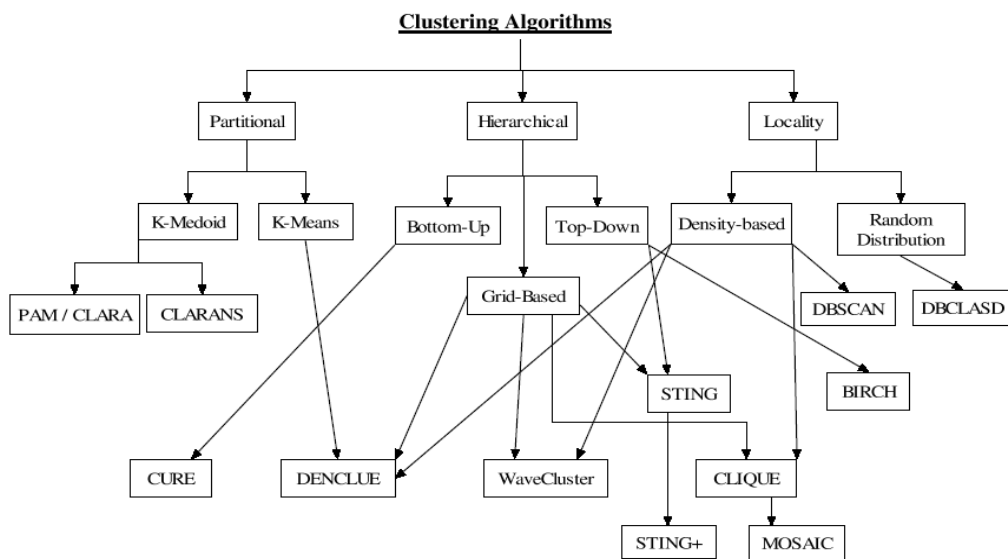 Clustering Algorithms
Partitional
Hierarchical
Locality
K-Medoid
K-Means
Bottom-Up
Top-Down
Density-based
Random
Distribution
PAM / CLARA
CLARANS
Grid-Based
DBSCAN
DBCLASD
STING
BIRCH
CURE
DENCLUE
WaveCluster
CLIQUE
STING+
MOSAIC